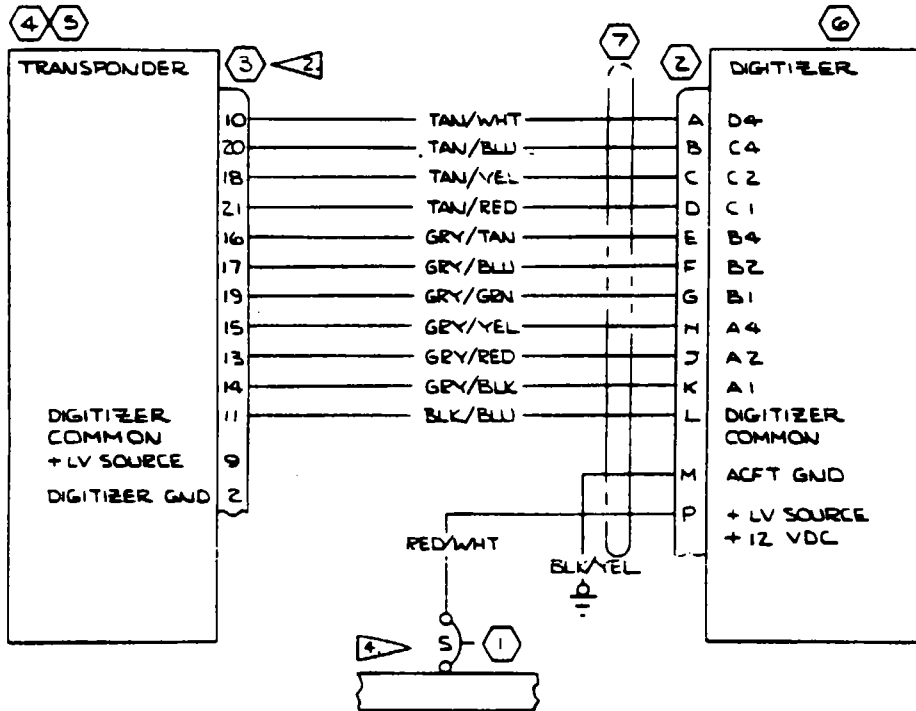 4 5
7
6
TRANSPONDER
3
2.
2
DIGITIZER
10 TAN/WHT A D4
20 TAN/BLU B C4
18 TAN/YEL C C2
21 TAN/RED D C1
16 GRY/TAN E B4
17 GRY/BLU F B2
19 GRY/GRN G B1
15 GRY/YEL H A4
13 GRY/RED J A2
14 GRY/BLK K A1
DIGITIZER 11 BLK/BLU L DIGITIZER
COMMON COMMON
+ LV SOURCE 9
M ACFT GND
DIGITIZER GND 2
P + LV SOURCE
+ 12 VDC
RED/WHT
BLK/YEL
4.
5
1